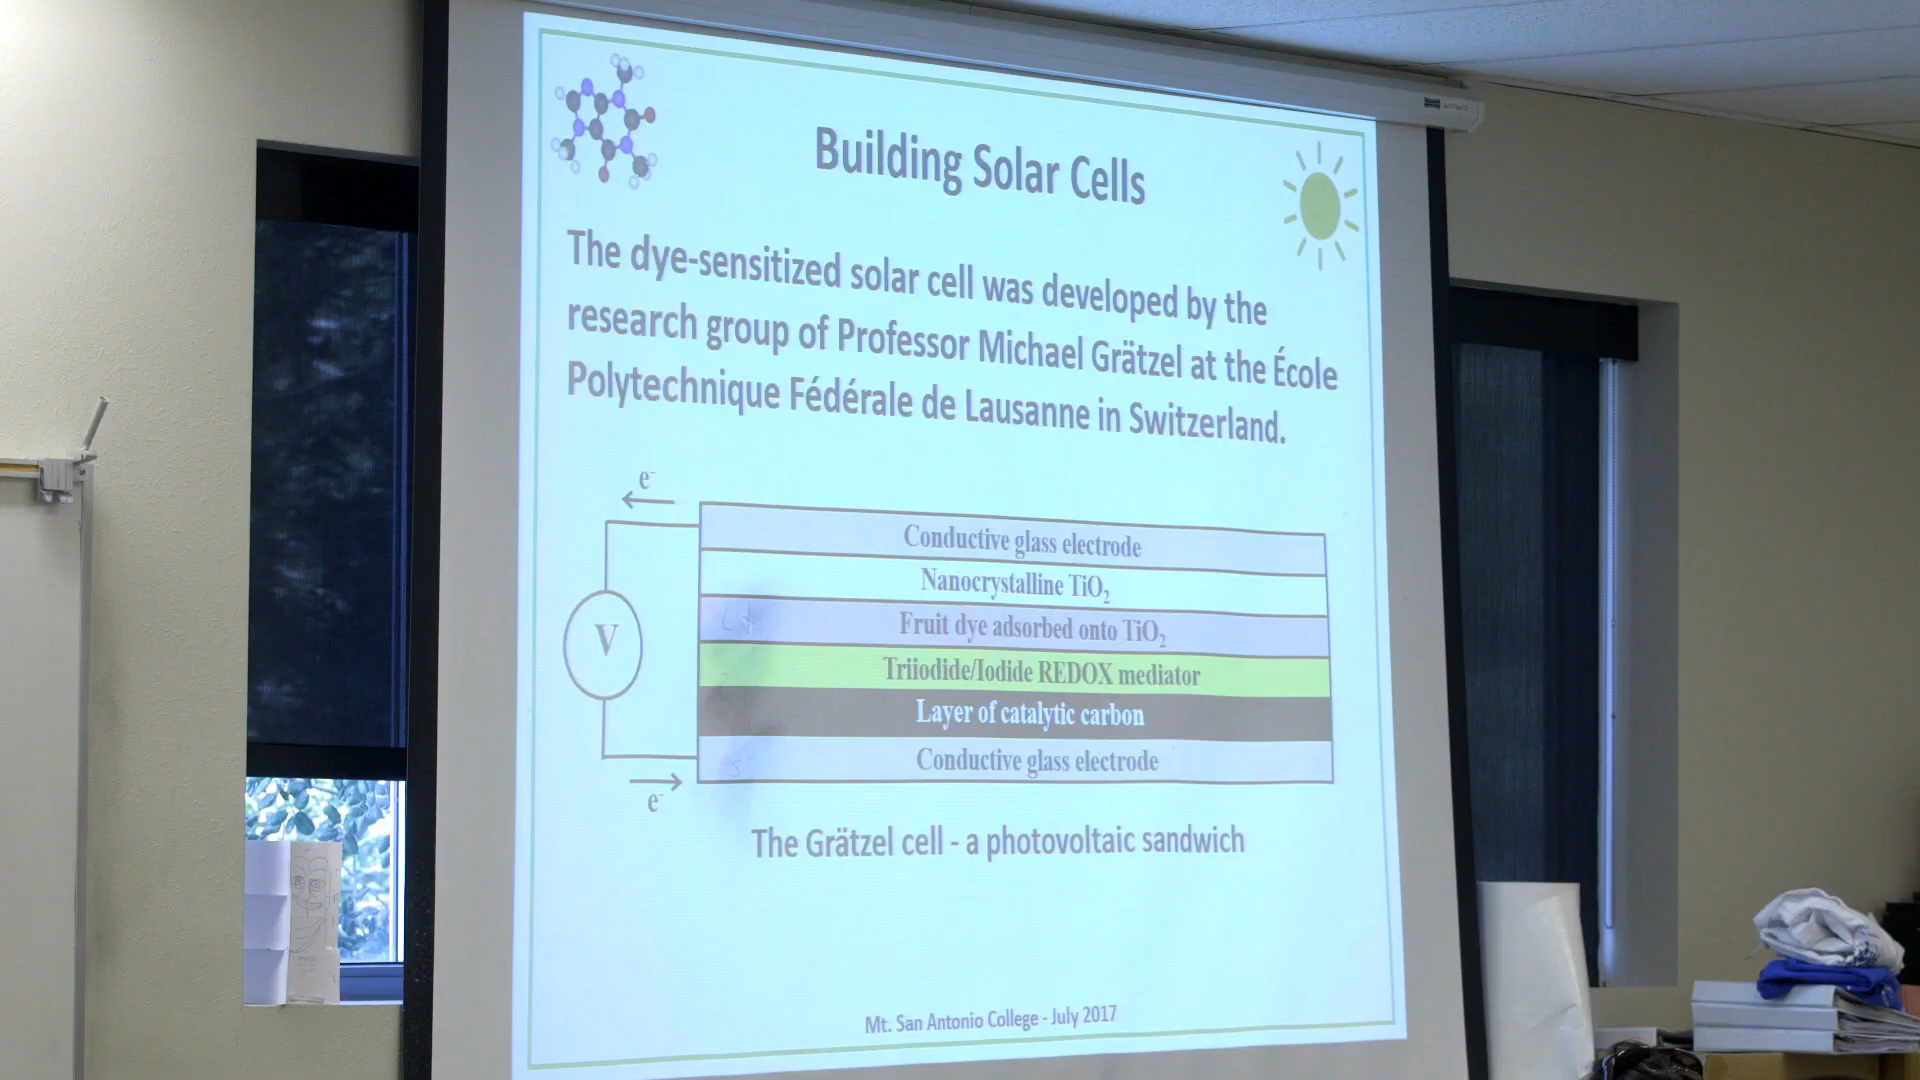 Building Solar Cells
The dye-sensitized solar cell was developed by the
research group of Professor Michael Grätzel at the École
Polytechnique Fédérale de Lausanne in Switzerland.
e⁻
Conductive glass electrode
Nanocrystalline TiO₂
Fruit dye adsorbed onto TiO₂
V
Triiodide/Iodide REDOX mediator
Layer of catalytic carbon
Conductive glass electrode
e⁻
The Grätzel cell - a photovoltaic sandwich
Mt. San Antonio College - July 2017